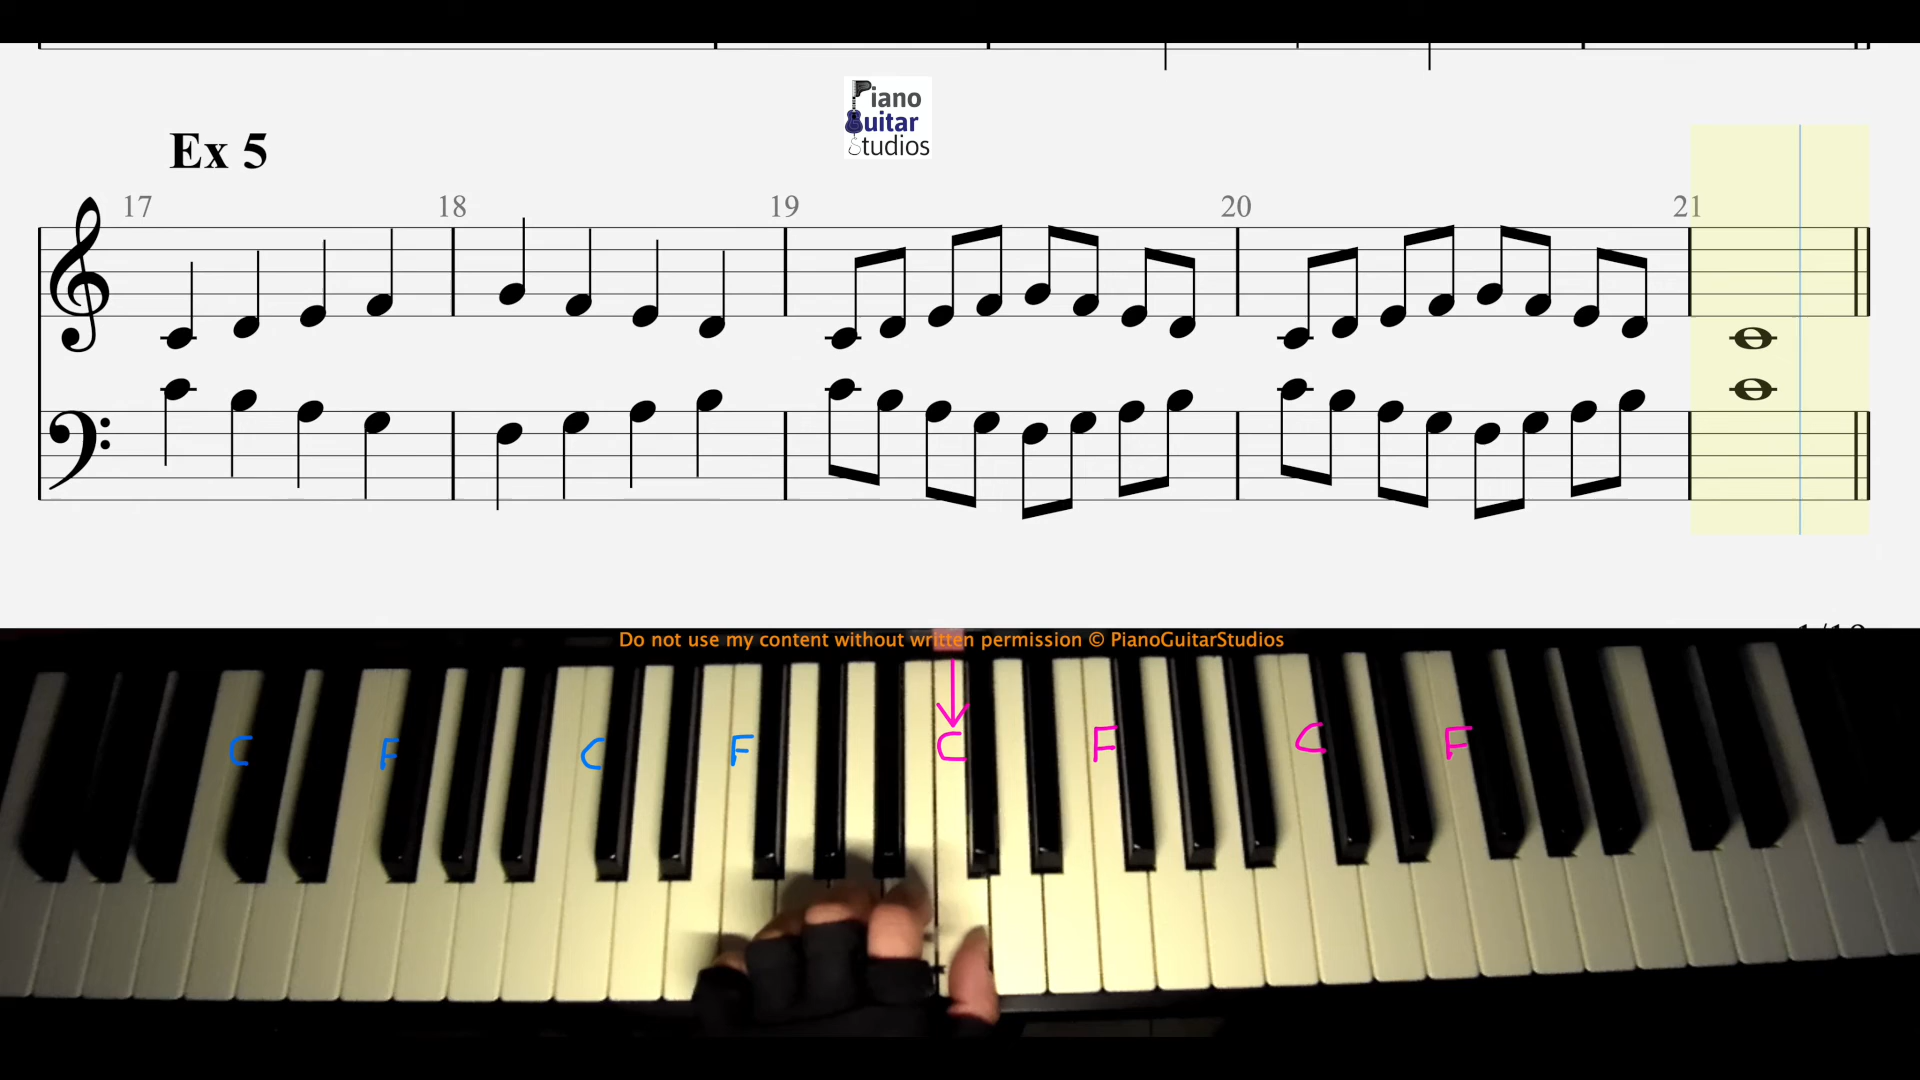 Piano
Guitar
Studios
Ex 5
17 18 19 20 21
Do not use my content without written permission © PianoGuitarStudios
C F C F C F C F